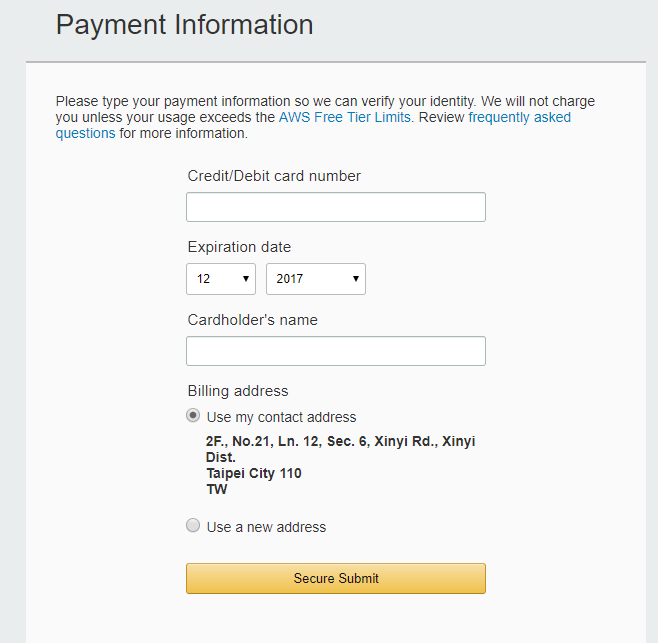 Payment Information
Please type your payment information so we can verify your identity. We will not charge
you unless your usage exceeds the AWS Free Tier Limits. Review frequently asked
questions for more information.
Credit/Debit card number
Expiration date
12 2017
Cardholder's name
Billing address
Use my contact address
2F., No.21, Ln. 12, Sec. 6, Xinyi Rd., Xinyi
Dist.
Taipei City 110
TW
Use a new address
Secure Submit